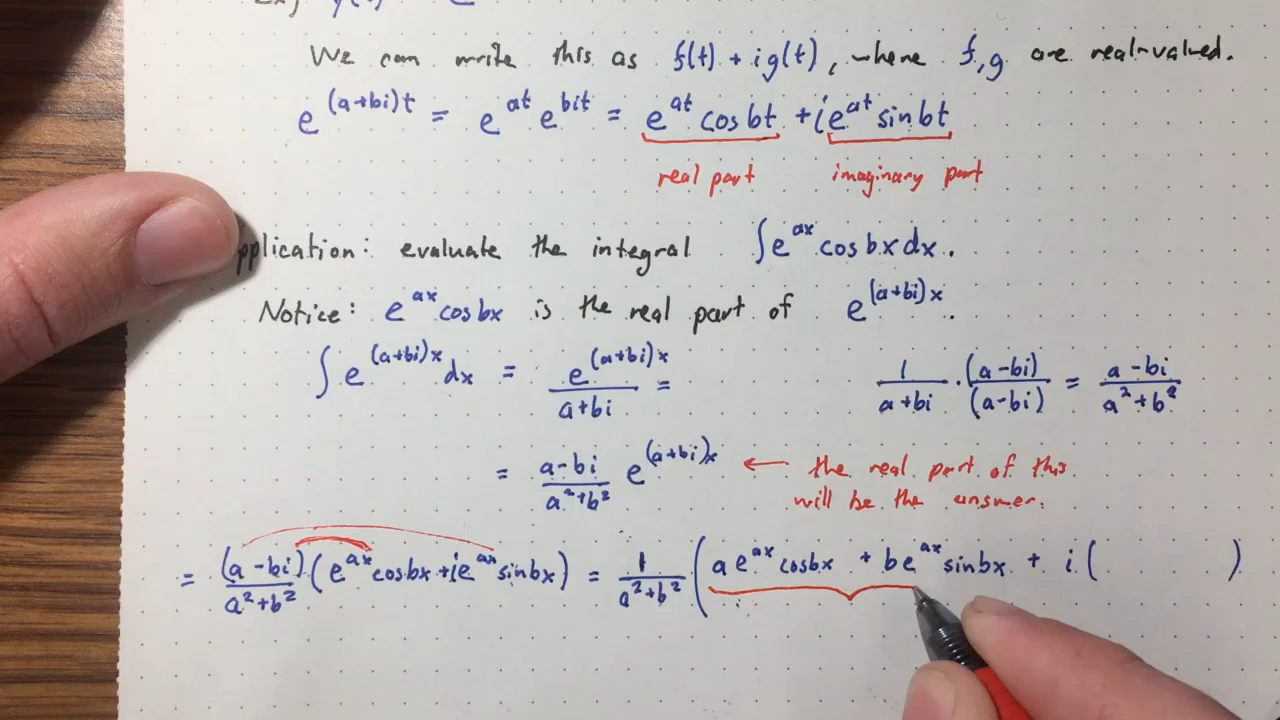 We can write this as f(t) + i g(t), where f,g are real-valued.
e^{(a+bi)t} = e^{at} e^{bit} = e^{at} cos bt + i e^{at} sin bt
real part imaginary part
pplication: evaluate the integral ∫e^{ax} cos bx dx.
Notice: e^{ax} cos bx is the real part of e^{(a+bi)x}.
∫ e^{(a+bi)x} dx = e^{(a+bi)x}/(a+bi) = 1/(a+bi) · (a-bi)/(a-bi) = (a-bi)/(a²+b²)
= (a-bi)/(a²+b²) e^{(a+bi)x} ← the real part of this
will be the answer.
= (a-bi)/(a²+b²) (e^{ax} cos bx + i e^{ax} sin bx) = 1/(a²+b²) (a e^{ax} cos bx + b e^{ax} sin bx + i ( )